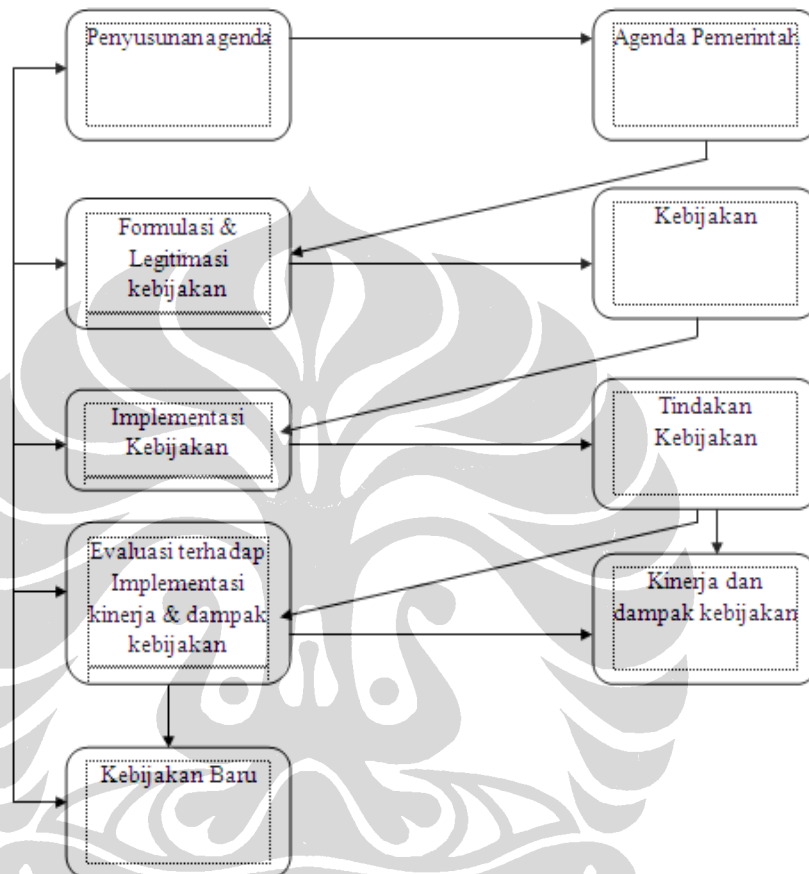 Penyusunan agenda
Agenda Pemerintah
Formulasi &
Legitimasi
kebijakan
Kebijakan
Implementasi
Kebijakan
Tindakan
Kebijakan
Evaluasi terhadap
Implementasi
kinerja & dampak
kebijakan
Kinerja dan
dampak kebijakan
Kebijakan Baru